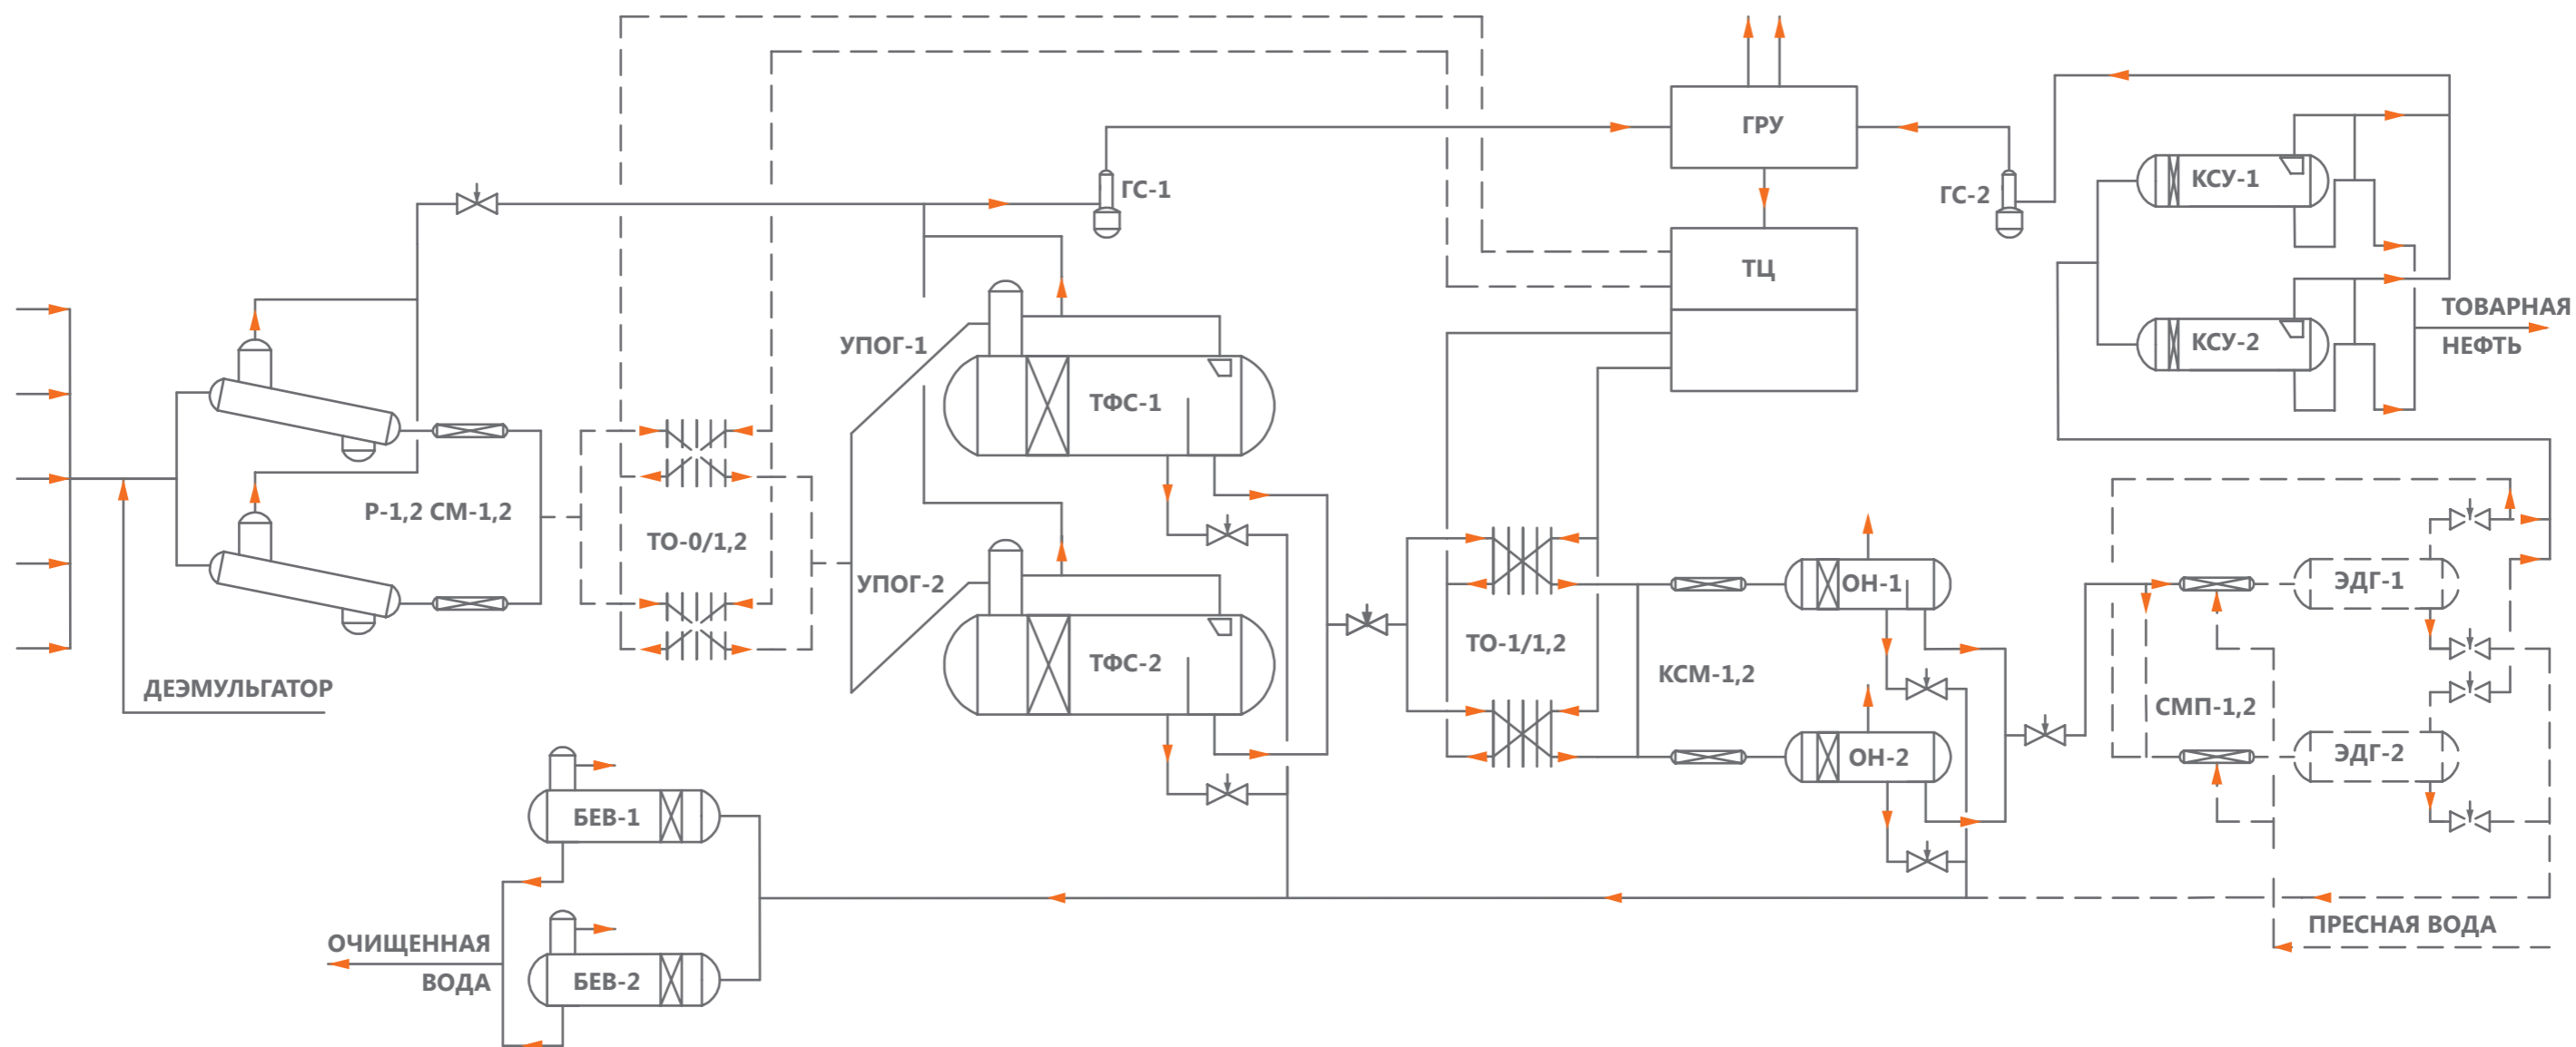 ГРУ
ГС-1
ГС-2
КСУ-1
ТЦ
ТОВАРНАЯ
НЕФТЬ
КСУ-2
УПОГ-1
ТФС-1
Р-1,2 СМ-1,2
ТО-0/1,2
УПОГ-2
ОН-1
ЭДГ-1
ТО-1/1,2
ТФС-2
КСМ-1,2
ДЕЭМУЛЬГАТОР
СМП-1,2
ОН-2
ЭДГ-2
БЕВ-1
ПРЕСНАЯ ВОДА
ОЧИЩЕННАЯ
ВОДА
БЕВ-2